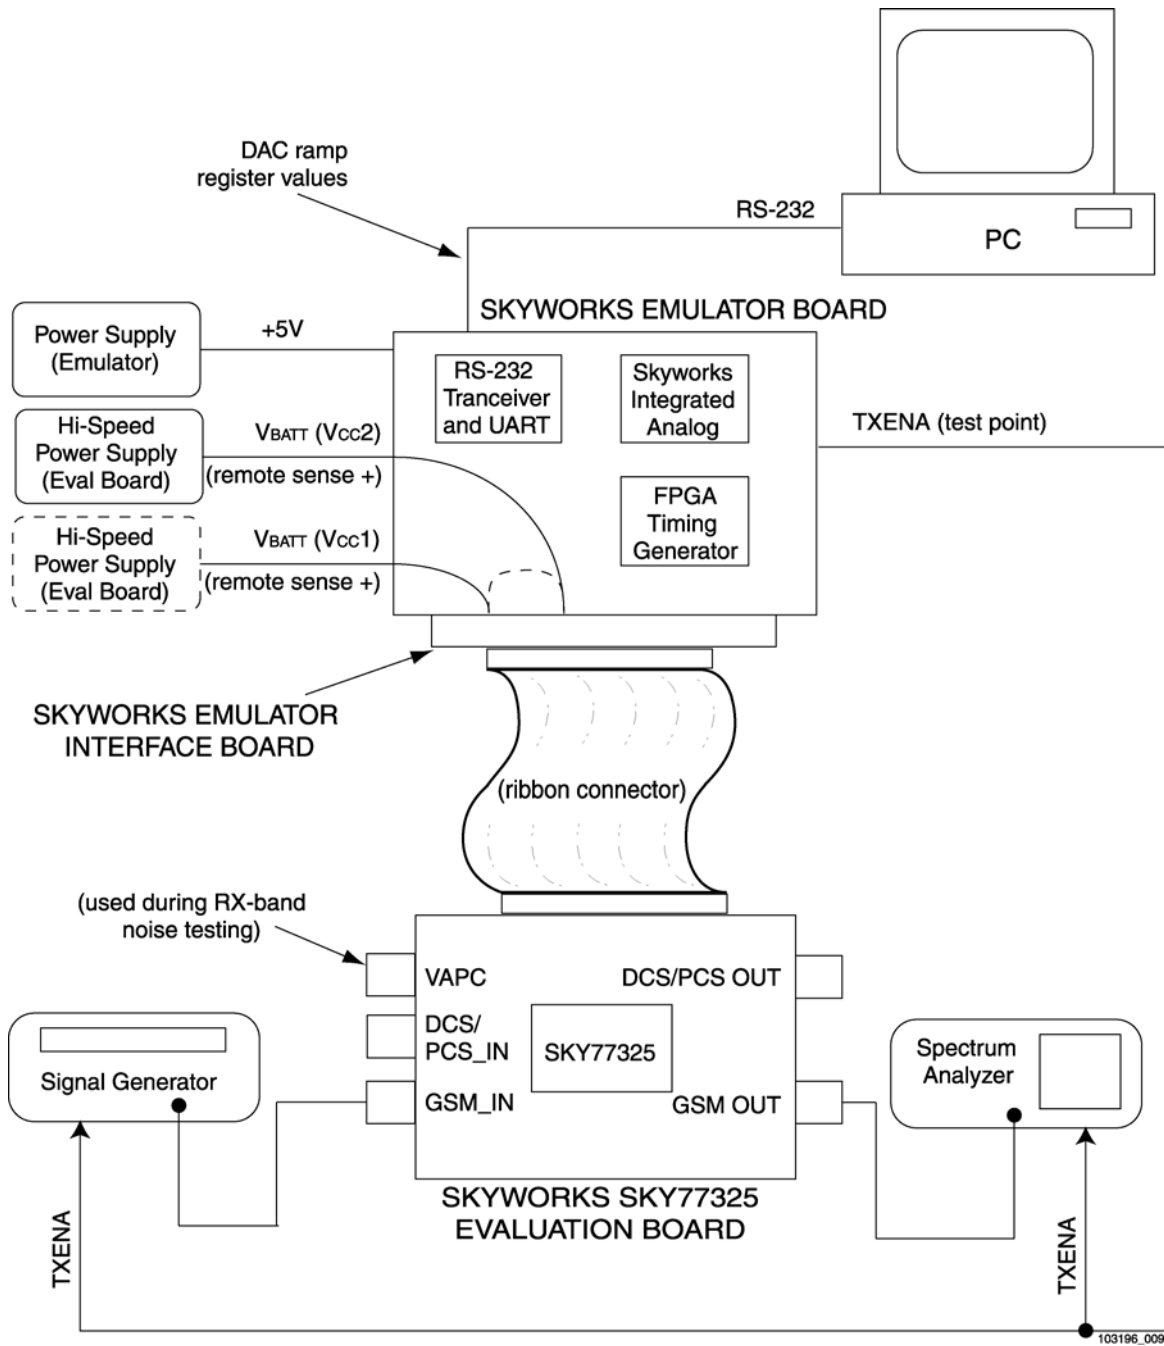 DAC ramp
register values
RS-232
PC
SKYWORKS EMULATOR BOARD
Power Supply
(Emulator)
+5V
RS-232
Tranceiver
and UART
Skyworks
Integrated
Analog
Hi-Speed
Power Supply
(Eval Board)
VBATT (VCC2)
(remote sense +)
TXENA (test point)
FPGA
Timing
Generator
Hi-Speed
Power Supply
(Eval Board)
VBATT (VCC1)
(remote sense +)
SKYWORKS EMULATOR
INTERFACE BOARD
(ribbon connector)
(used during RX-band
noise testing)
VAPC
DCS/PCS OUT
DCS/
PCS_IN
SKY77325
GSM_IN
GSM OUT
Signal Generator
Spectrum
Analyzer
SKYWORKS SKY77325
EVALUATION BOARD
TXENA
TXENA
103196_009